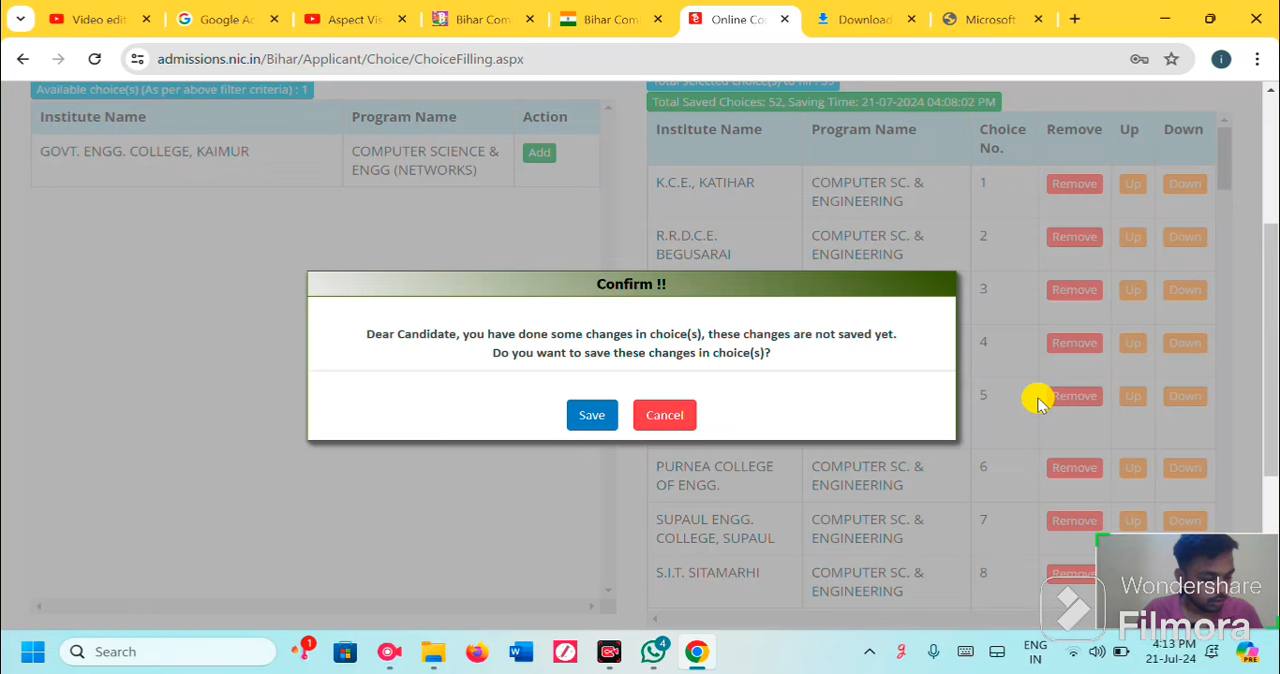 Video edit
Google Ac
Aspect Vis
Bihar Com
Bihar Com
Online Co
Download
Microsoft
admissions.nic.in/Bihar/Applicant/Choice/ChoiceFilling.aspx
Available choice(s) (As per above filter criteria) : 1
Institute Name Program Name Action
GOVT. ENGG. COLLEGE, KAIMUR COMPUTER SCIENCE & Add
ENGG (NETWORKS)
Total Saved Choices: 52, Saving Time: 21-07-2024 04:08:02 PM
Institute Name Program Name Choice Remove Up Down
No.
K.C.E., KATIHAR COMPUTER SC. & 1 Remove Up Down
ENGINEERING
R.R.D.C.E. COMPUTER SC. & 2 Remove Up Down
BEGUSARAI ENGINEERING
3 Remove Up Down
4 Remove Up Down
5 Remove Up Down
PURNEA COLLEGE COMPUTER SC. & 6 Remove Up Down
OF ENGG. ENGINEERING
SUPAUL ENGG. COMPUTER SC. & 7 Remove Up Down
COLLEGE, SUPAUL ENGINEERING
S.I.T. SITAMARHI COMPUTER SC. & 8 Remove
ENGINEERING
Confirm !!
Dear Candidate, you have done some changes in choice(s), these changes are not saved yet.
Do you want to save these changes in choice(s)?
Save Cancel
Wondershare
Filmora
Search
1
4
ENG
IN
4:13 PM
21-Jul-24
PRE